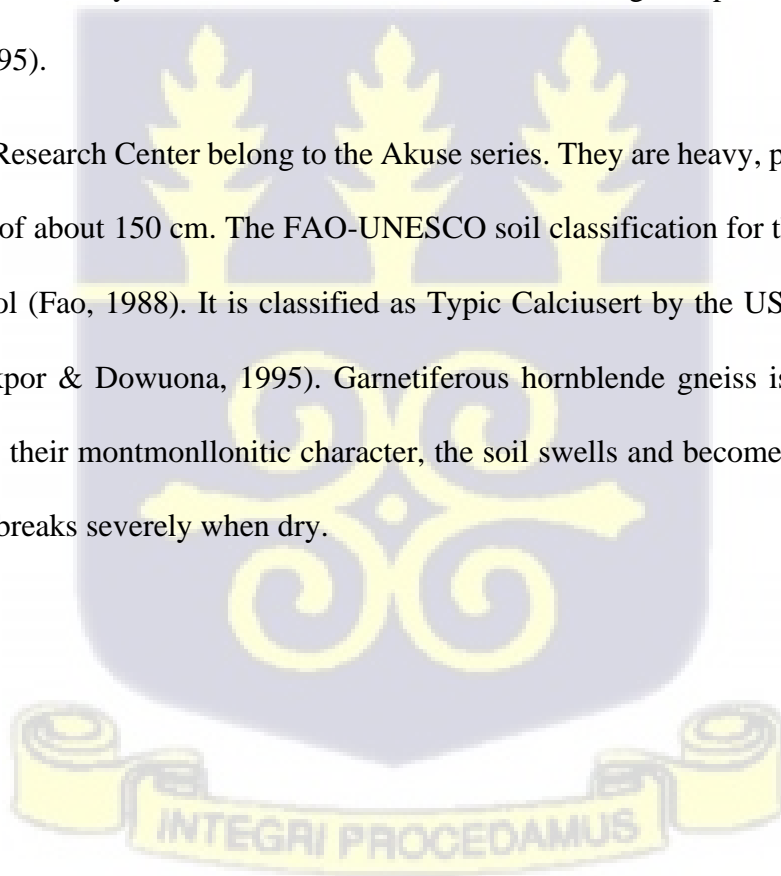 95).
Research Center belong to the Akuse series. They are heavy, p
of about 150 cm. The FAO-UNESCO soil classification for t
ol (Fao, 1988). It is classified as Typic Calciusert by the US
xpor & Dowuona, 1995). Garnetiferous hornblende gneiss is
their montmonllonitic character, the soil swells and become
breaks severely when dry.
INTEGRI PROCEDAMUS